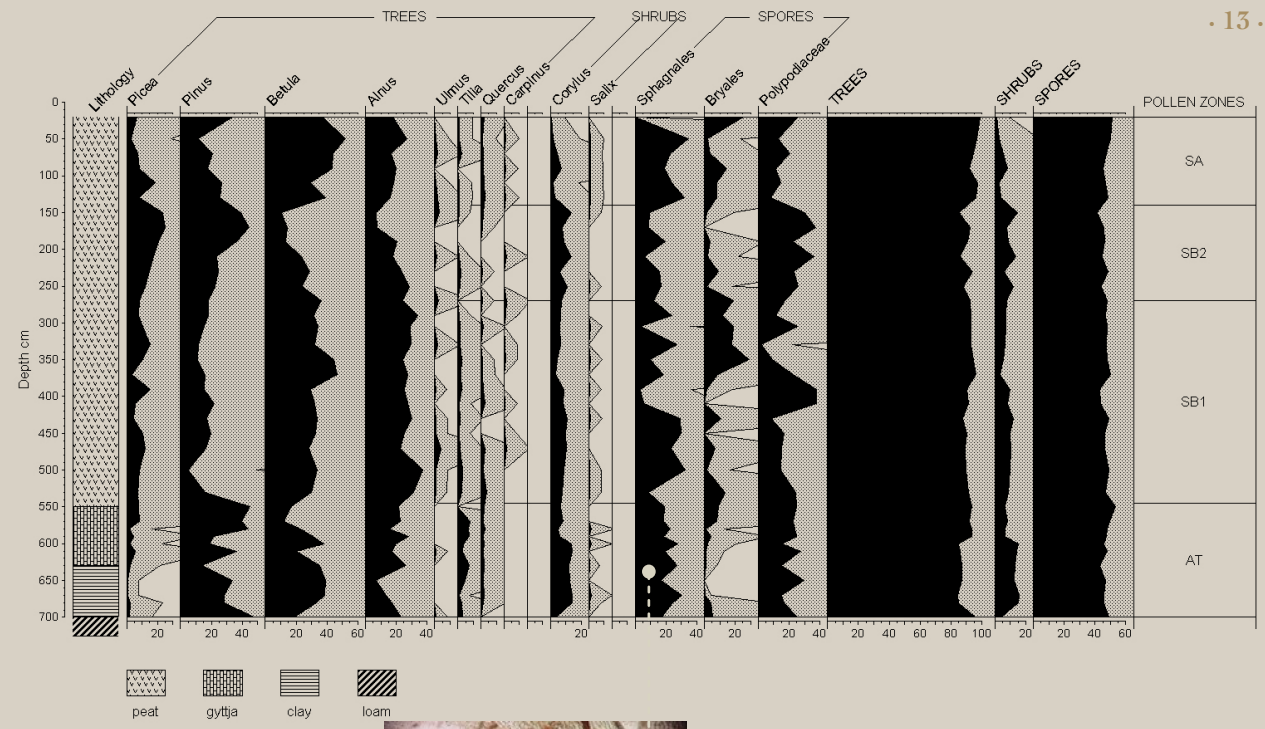 TREES SHRUBS SPORES · 13 ·
Lithology Picea Pinus Betula Alnus Ulmus Tilia Quercus Carpinus Corylus Salix Sphagnales Bryales Polypodiaceae TREES SHRUBS SPORES POLLEN ZONES
0
50
SA
100
150
200
SB2
250
300
350
Depth cm
400
SB1
450
500
550
600
AT
650
700
20 20 40 20 40 60 20 40 20 20 40 20 20 40 20 40 60 80 100 20 20 40 60
peat gyttja clay loam